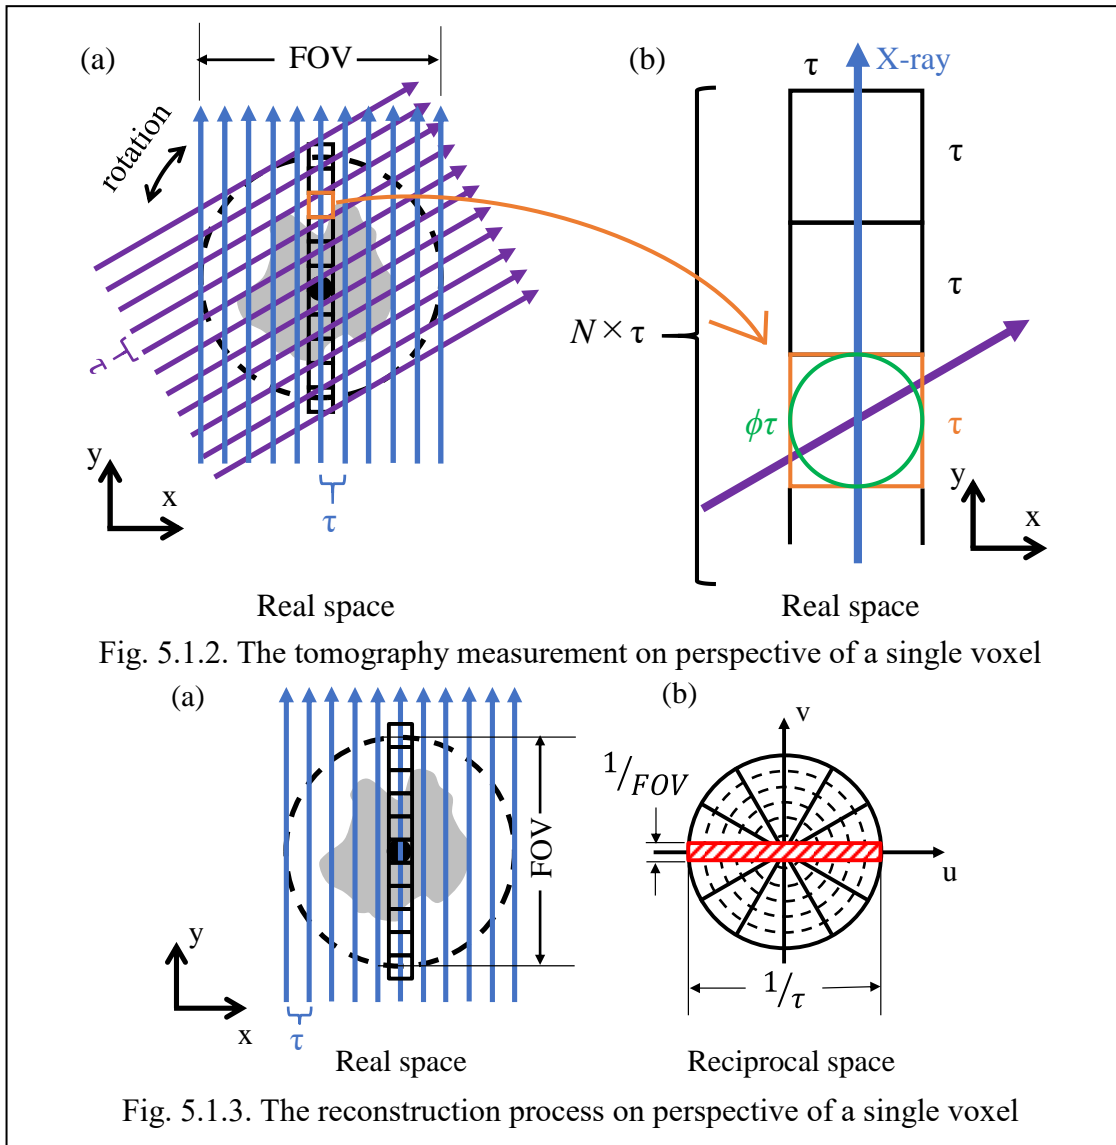 (a)
FOV
(b)
τ
X-ray
rotation
τ
τ
N × τ
τ
ϕτ
τ
y
x
τ
y
x
Real space
Real space
Fig. 5.1.2. The tomography measurement on perspective of a single voxel
(a)
(b)
v
1/FOV
FOV
u
y
x
τ
1/τ
Real space
Reciprocal space
Fig. 5.1.3. The reconstruction process on perspective of a single voxel